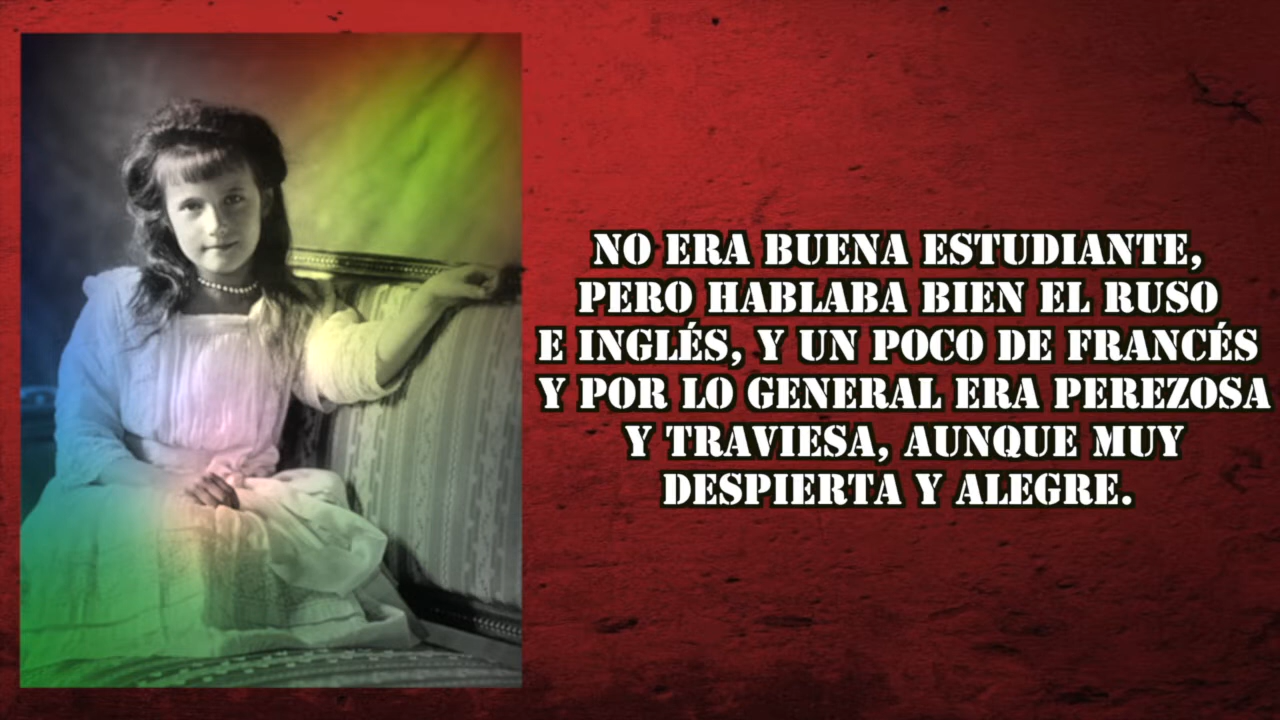 NO ERA BUENA ESTUDIANTE,
PERO HABLABA BIEN EL RUSO
E INGLÉS, Y UN POCO DE FRANCÉS
Y POR LO GENERAL ERA PEREZOSA
Y TRAVIESA, AUNQUE MUY
DESPIERTA Y ALEGRE.